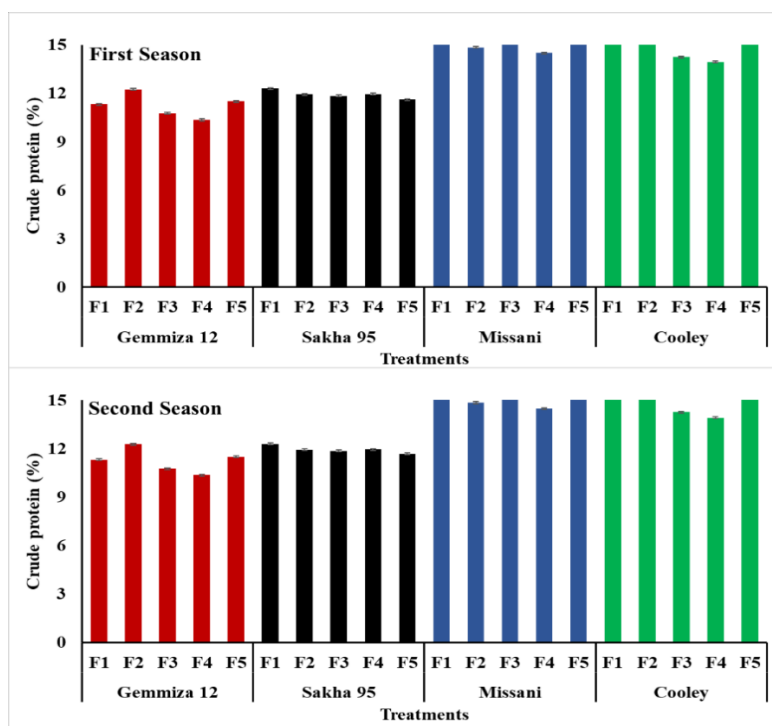 First Season
Crude protein (%)
15
12
9
6
3
0
F1 F2 F3 F4 F5 F1 F2 F3 F4 F5 F1 F2 F3 F4 F5 F1 F2 F3 F4 F5
Gemmiza 12 Sakha 95 Missani Cooley
Treatments
Second Season
Crude protein (%)
15
12
9
6
3
0
F1 F2 F3 F4 F5 F1 F2 F3 F4 F5 F1 F2 F3 F4 F5 F1 F2 F3 F4 F5
Gemmiza 12 Sakha 95 Missani Cooley
Treatments